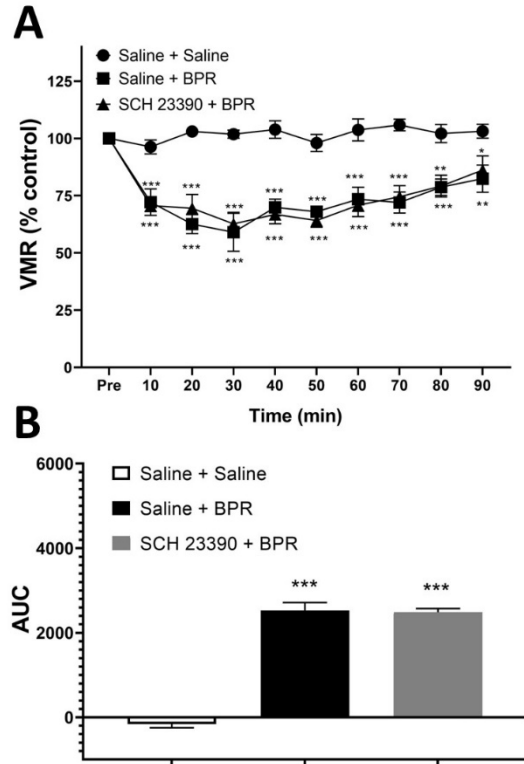 A
Saline + Saline
Saline + BPR
SCH 23390 + BPR
VMR (% control)
125
100
75
50
25
0
*** *** *** *** *** *** *** ** *
*** *** *** *** *** *** *** *** **
Pre 10 20 30 40 50 60 70 80 90
Time (min)
B
Saline + Saline
Saline + BPR
SCH 23390 + BPR
AUC
6000
4000
2000
0
*** ***